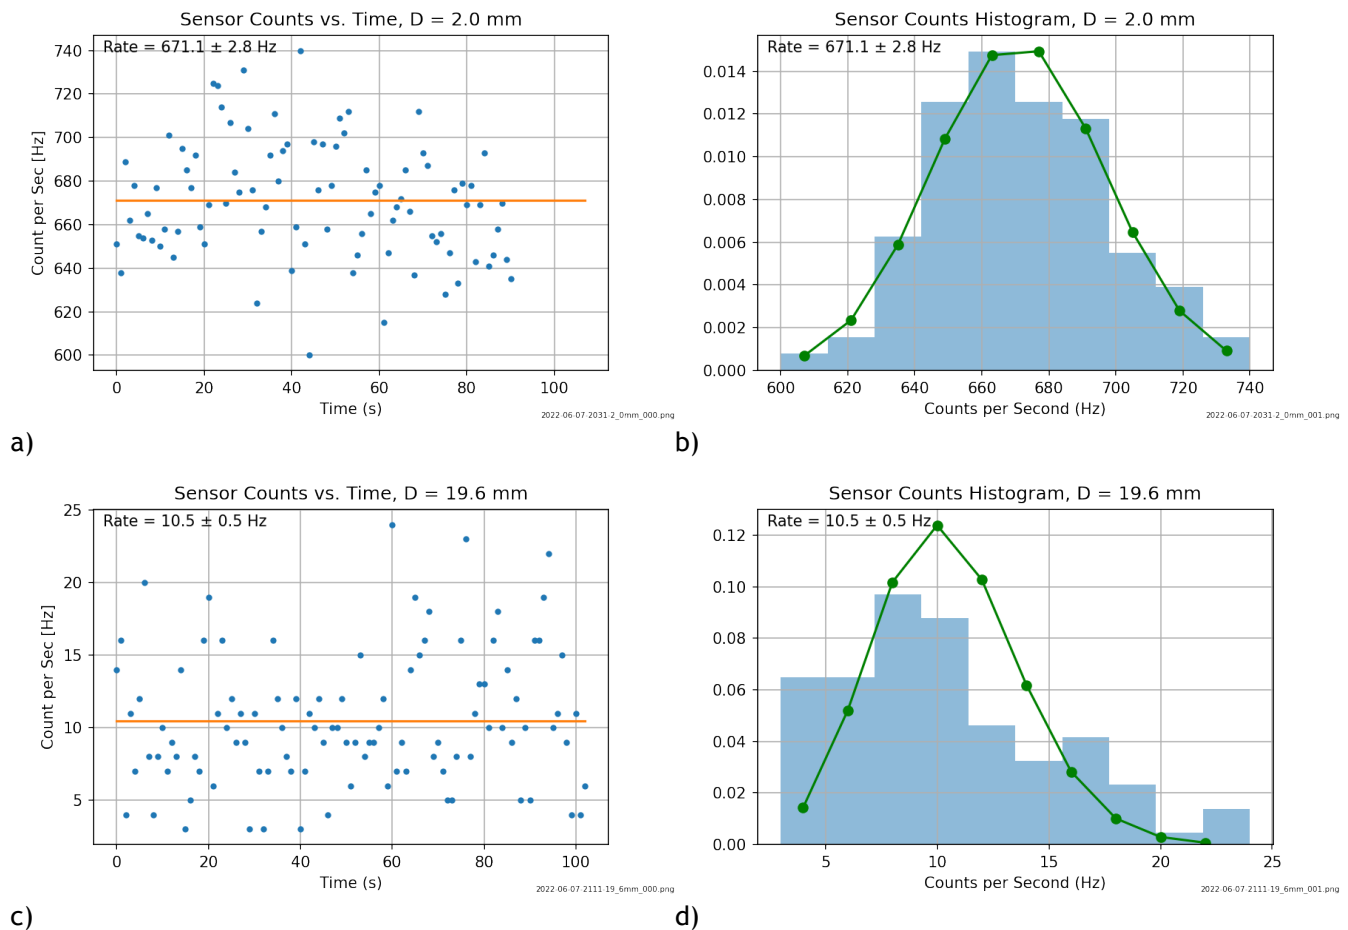 Sensor Counts vs. Time, D = 2.0 mm
Rate = 671.1 ± 2.8 Hz
Count per Sec [Hz]
740
720
700
680
660
640
620
600
0 20 40 60 80 100
Time (s)
2022-06-07-2031-2_0mm_000.png
a)
Sensor Counts Histogram, D = 2.0 mm
Rate = 671.1 ± 2.8 Hz
0.014
0.012
0.010
0.008
0.006
0.004
0.002
0.000
600 620 640 660 680 700 720 740
Counts per Second (Hz)
2022-06-07-2031-2_0mm_001.png
b)
Sensor Counts vs. Time, D = 19.6 mm
Rate = 10.5 ± 0.5 Hz
Count per Sec [Hz]
25
20
15
10
5
0 20 40 60 80 100
Time (s)
2022-06-07-2111-19_6mm_000.png
c)
Sensor Counts Histogram, D = 19.6 mm
Rate = 10.5 ± 0.5 Hz
0.12
0.10
0.08
0.06
0.04
0.02
0.00
5 10 15 20 25
Counts per Second (Hz)
2022-06-07-2111-19_6mm_001.png
d)